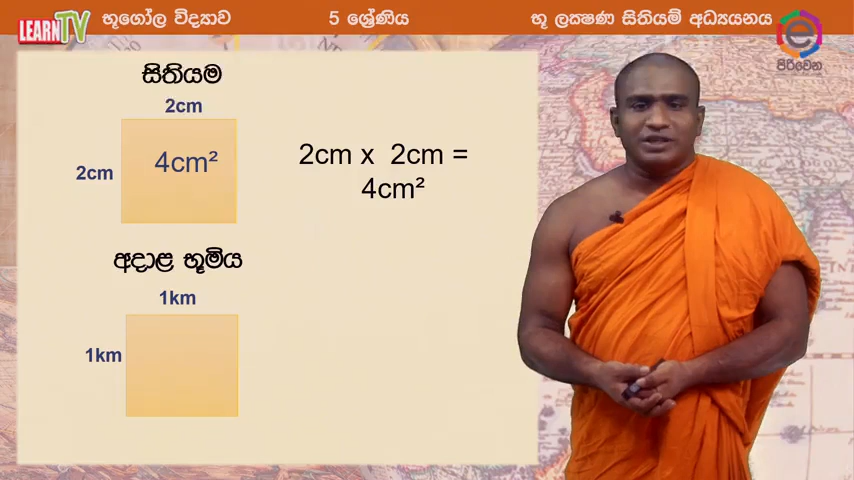 LEARN TV
භූගෝල විද්‍යාව
5 ශ්‍රේණිය
භූ ලක්ෂණ සිතියම් අධ්‍යයනය
e
පිරිවෙන
සිතියම
2cm
2cm
4cm²
2cm x 2cm =
4cm²
අදාළ භූමිය
1km
1km